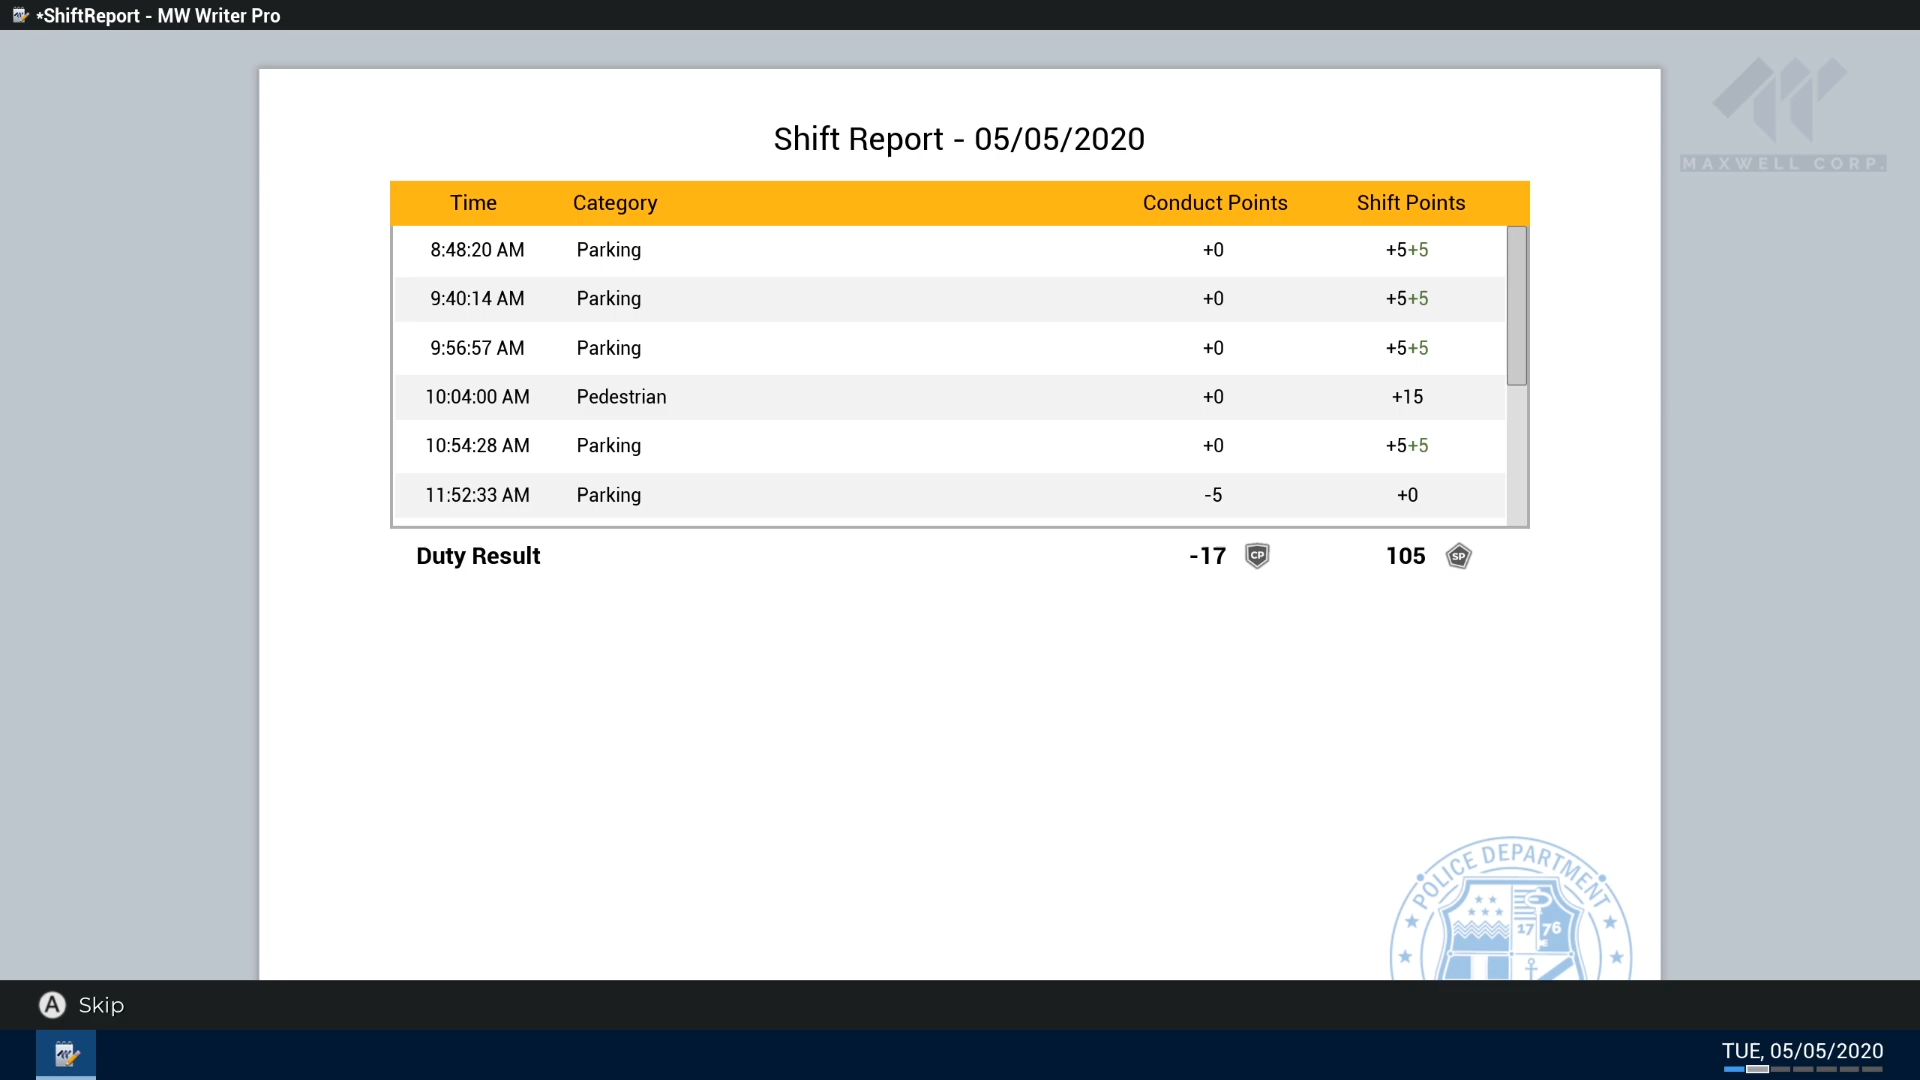 *ShiftReport - MW Writer Pro
MAXWELL CORP.
Shift Report - 05/05/2020
Time Category Conduct Points Shift Points
8:48:20 AM Parking +0 +5+5
9:40:14 AM Parking +0 +5+5
9:56:57 AM Parking +0 +5+5
10:04:00 AM Pedestrian +0 +15
10:54:28 AM Parking +0 +5+5
11:52:33 AM Parking -5 +0
Duty Result -17 CP 105 SP
POLICE DEPARTMENT
17 76
A Skip
TUE, 05/05/2020